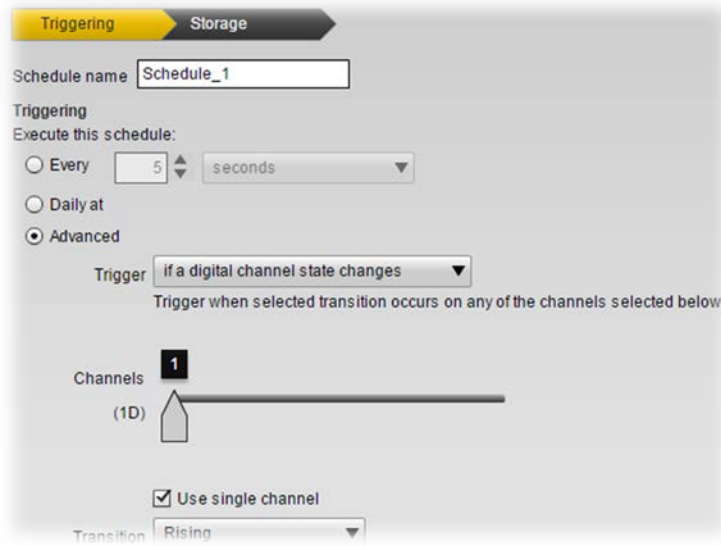 Triggering Storage
Schedule name Schedule_1
Triggering
Execute this schedule:
Every 5 seconds
Daily at
Advanced
Trigger if a digital channel state changes
Trigger when selected transition occurs on any of the channels selected below
1
Channels
(1D)
Use single channel
Transition Rising